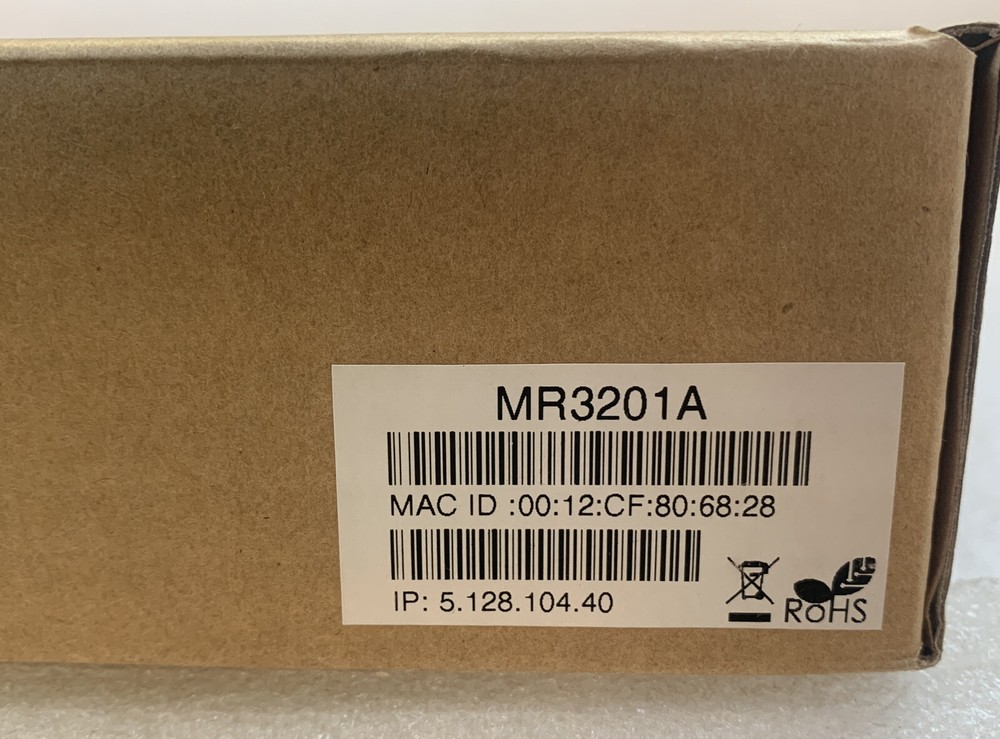 MR3201A
MAC ID :00:12:CF:80:68:28
IP: 5.128.104.40
RoHS